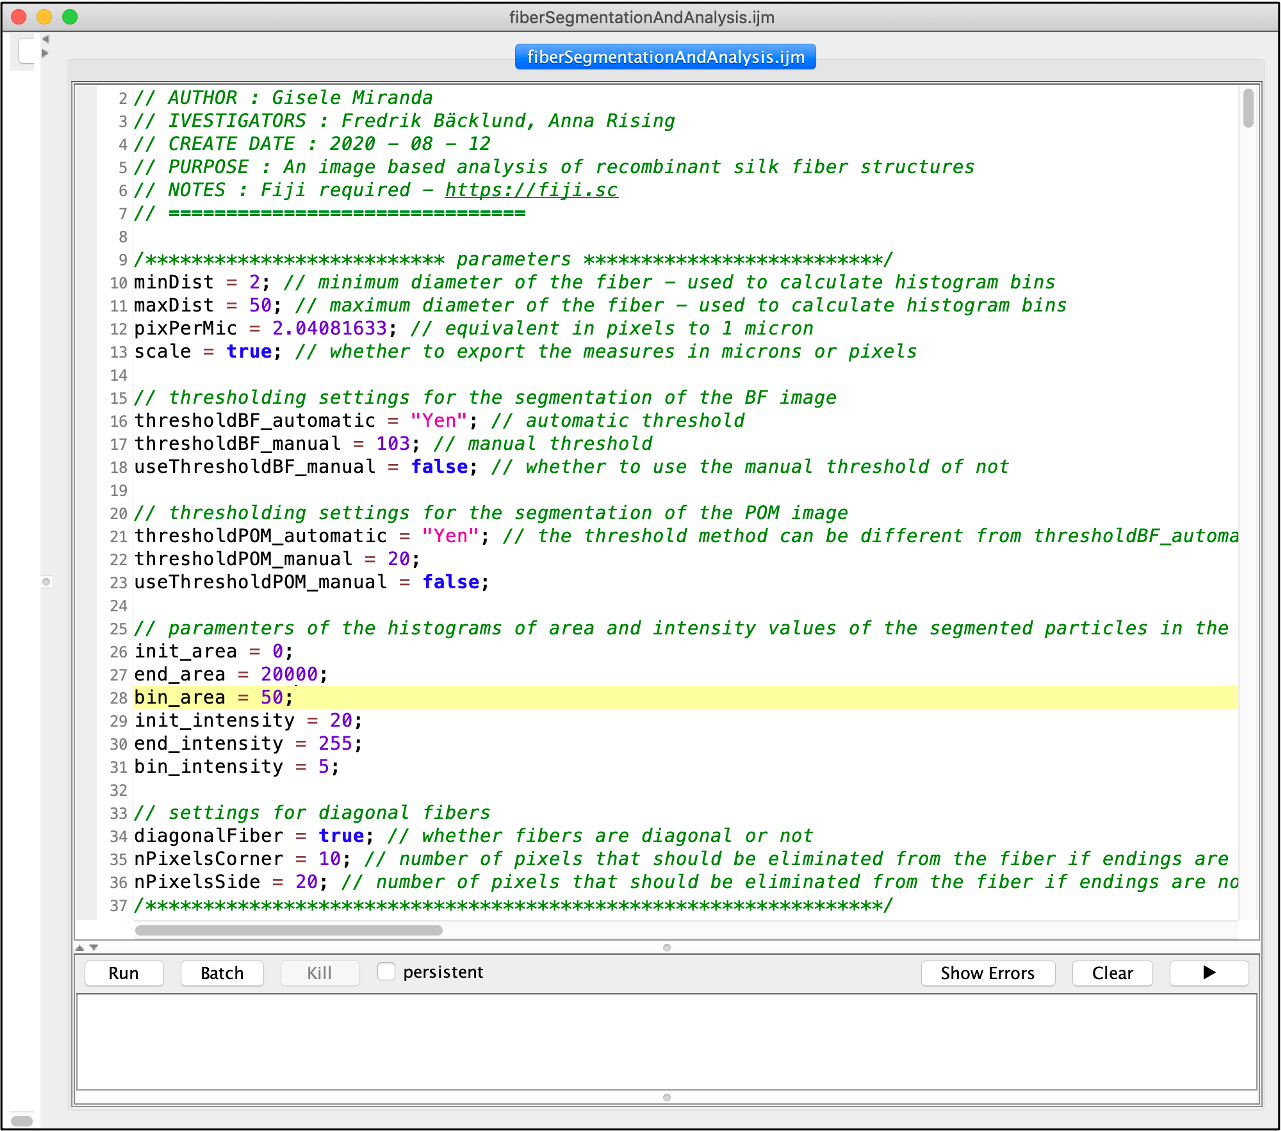 fiberSegmentationAndAnalysis.ijm
fiberSegmentationAndAnalysis.ijm
2 // AUTHOR : Gisele Miranda
3 // IVESTIGATORS : Fredrik Bäcklund, Anna Rising
4 // CREATE DATE : 2020 - 08 - 12
5 // PURPOSE : An image based analysis of recombinant silk fiber structures
6 // NOTES : Fiji required - https://fiji.sc
7 // ===============================
8
9 /************************** parameters **************************/
10 minDist = 2; // minimum diameter of the fiber - used to calculate histogram bins
11 maxDist = 50; // maximum diameter of the fiber - used to calculate histogram bins
12 pixPerMic = 2.04081633; // equivalent in pixels to 1 micron
13 scale = true; // whether to export the measures in microns or pixels
14
15 // thresholding settings for the segmentation of the BF image
16 thresholdBF_automatic = "Yen"; // automatic threshold
17 thresholdBF_manual = 103; // manual threshold
18 useThresholdBF_manual = false; // whether to use the manual threshold of not
19
20 // thresholding settings for the segmentation of the POM image
21 thresholdPOM_automatic = "Yen"; // the threshold method can be different from thresholdBF_automa
22 thresholdPOM_manual = 20;
23 useThresholdPOM_manual = false;
24
25 // paramenters of the histograms of area and intensity values of the segmented particles in the
26 init_area = 0;
27 end_area = 20000;
28 bin_area = 50;
29 init_intensity = 20;
30 end_intensity = 255;
31 bin_intensity = 5;
32
33 // settings for diagonal fibers
34 diagonalFiber = true; // whether fibers are diagonal or not
35 nPixelsCorner = 10; // number of pixels that should be eliminated from the fiber if endings are
36 nPixelsSide = 20; // number of pixels that should be eliminated from the fiber if endings are no
37 /****************************************************************/
Run Batch Kill persistent Show Errors Clear